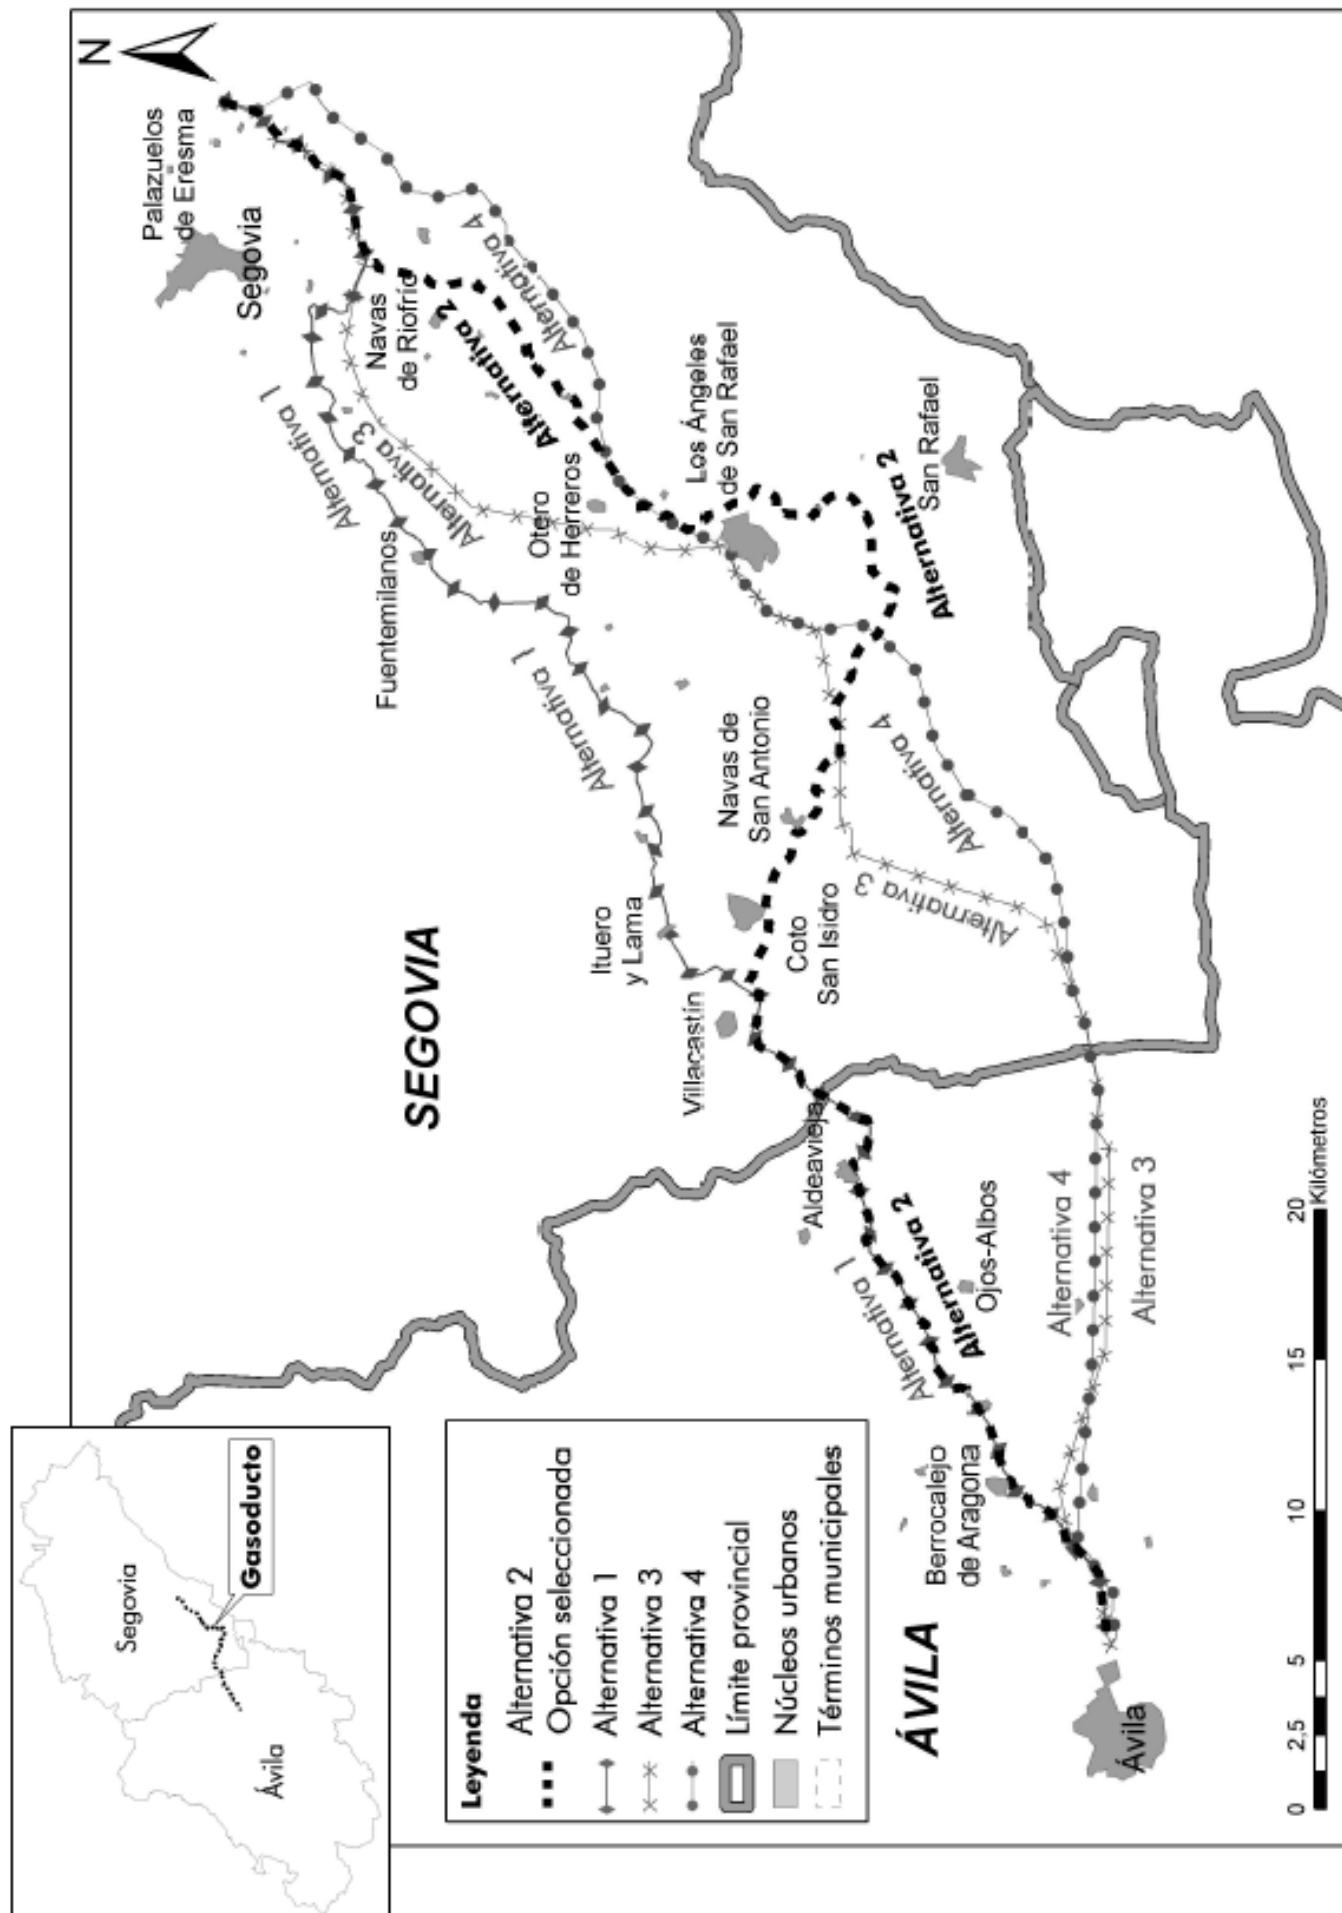 N
Palazuelos
de Eresma
Segovia
Navas
de Riofrío
Alternativa 1
Alternativa 3
Alternativa 2
Alternativa 4
Fuentemilanos
Otero
de Herreros
Los Ángeles
de San Rafael
San Rafael
Alternativa 2
Alternativa 1
Navas de
San Antonio
Alternativa 4
Alternativa 3
Ituero
y Lama
Coto
San Isidro
SEGOVIA
Villacastín
Aldeavieja
Alternativa 1
Alternativa 2
Ojos-Albos
Alternativa 4
Alternativa 3
Berrocalejo
de Aragona
ÁVILA
Ávila
Segovia
Gasoducto
Ávila
Leyenda
Alternativa 2
Opción seleccionada
Alternativa 1
Alternativa 3
Alternativa 4
Límite provincial
Núcleos urbanos
Términos municipales
0 2,5 5 10 15 20
Kilómetros